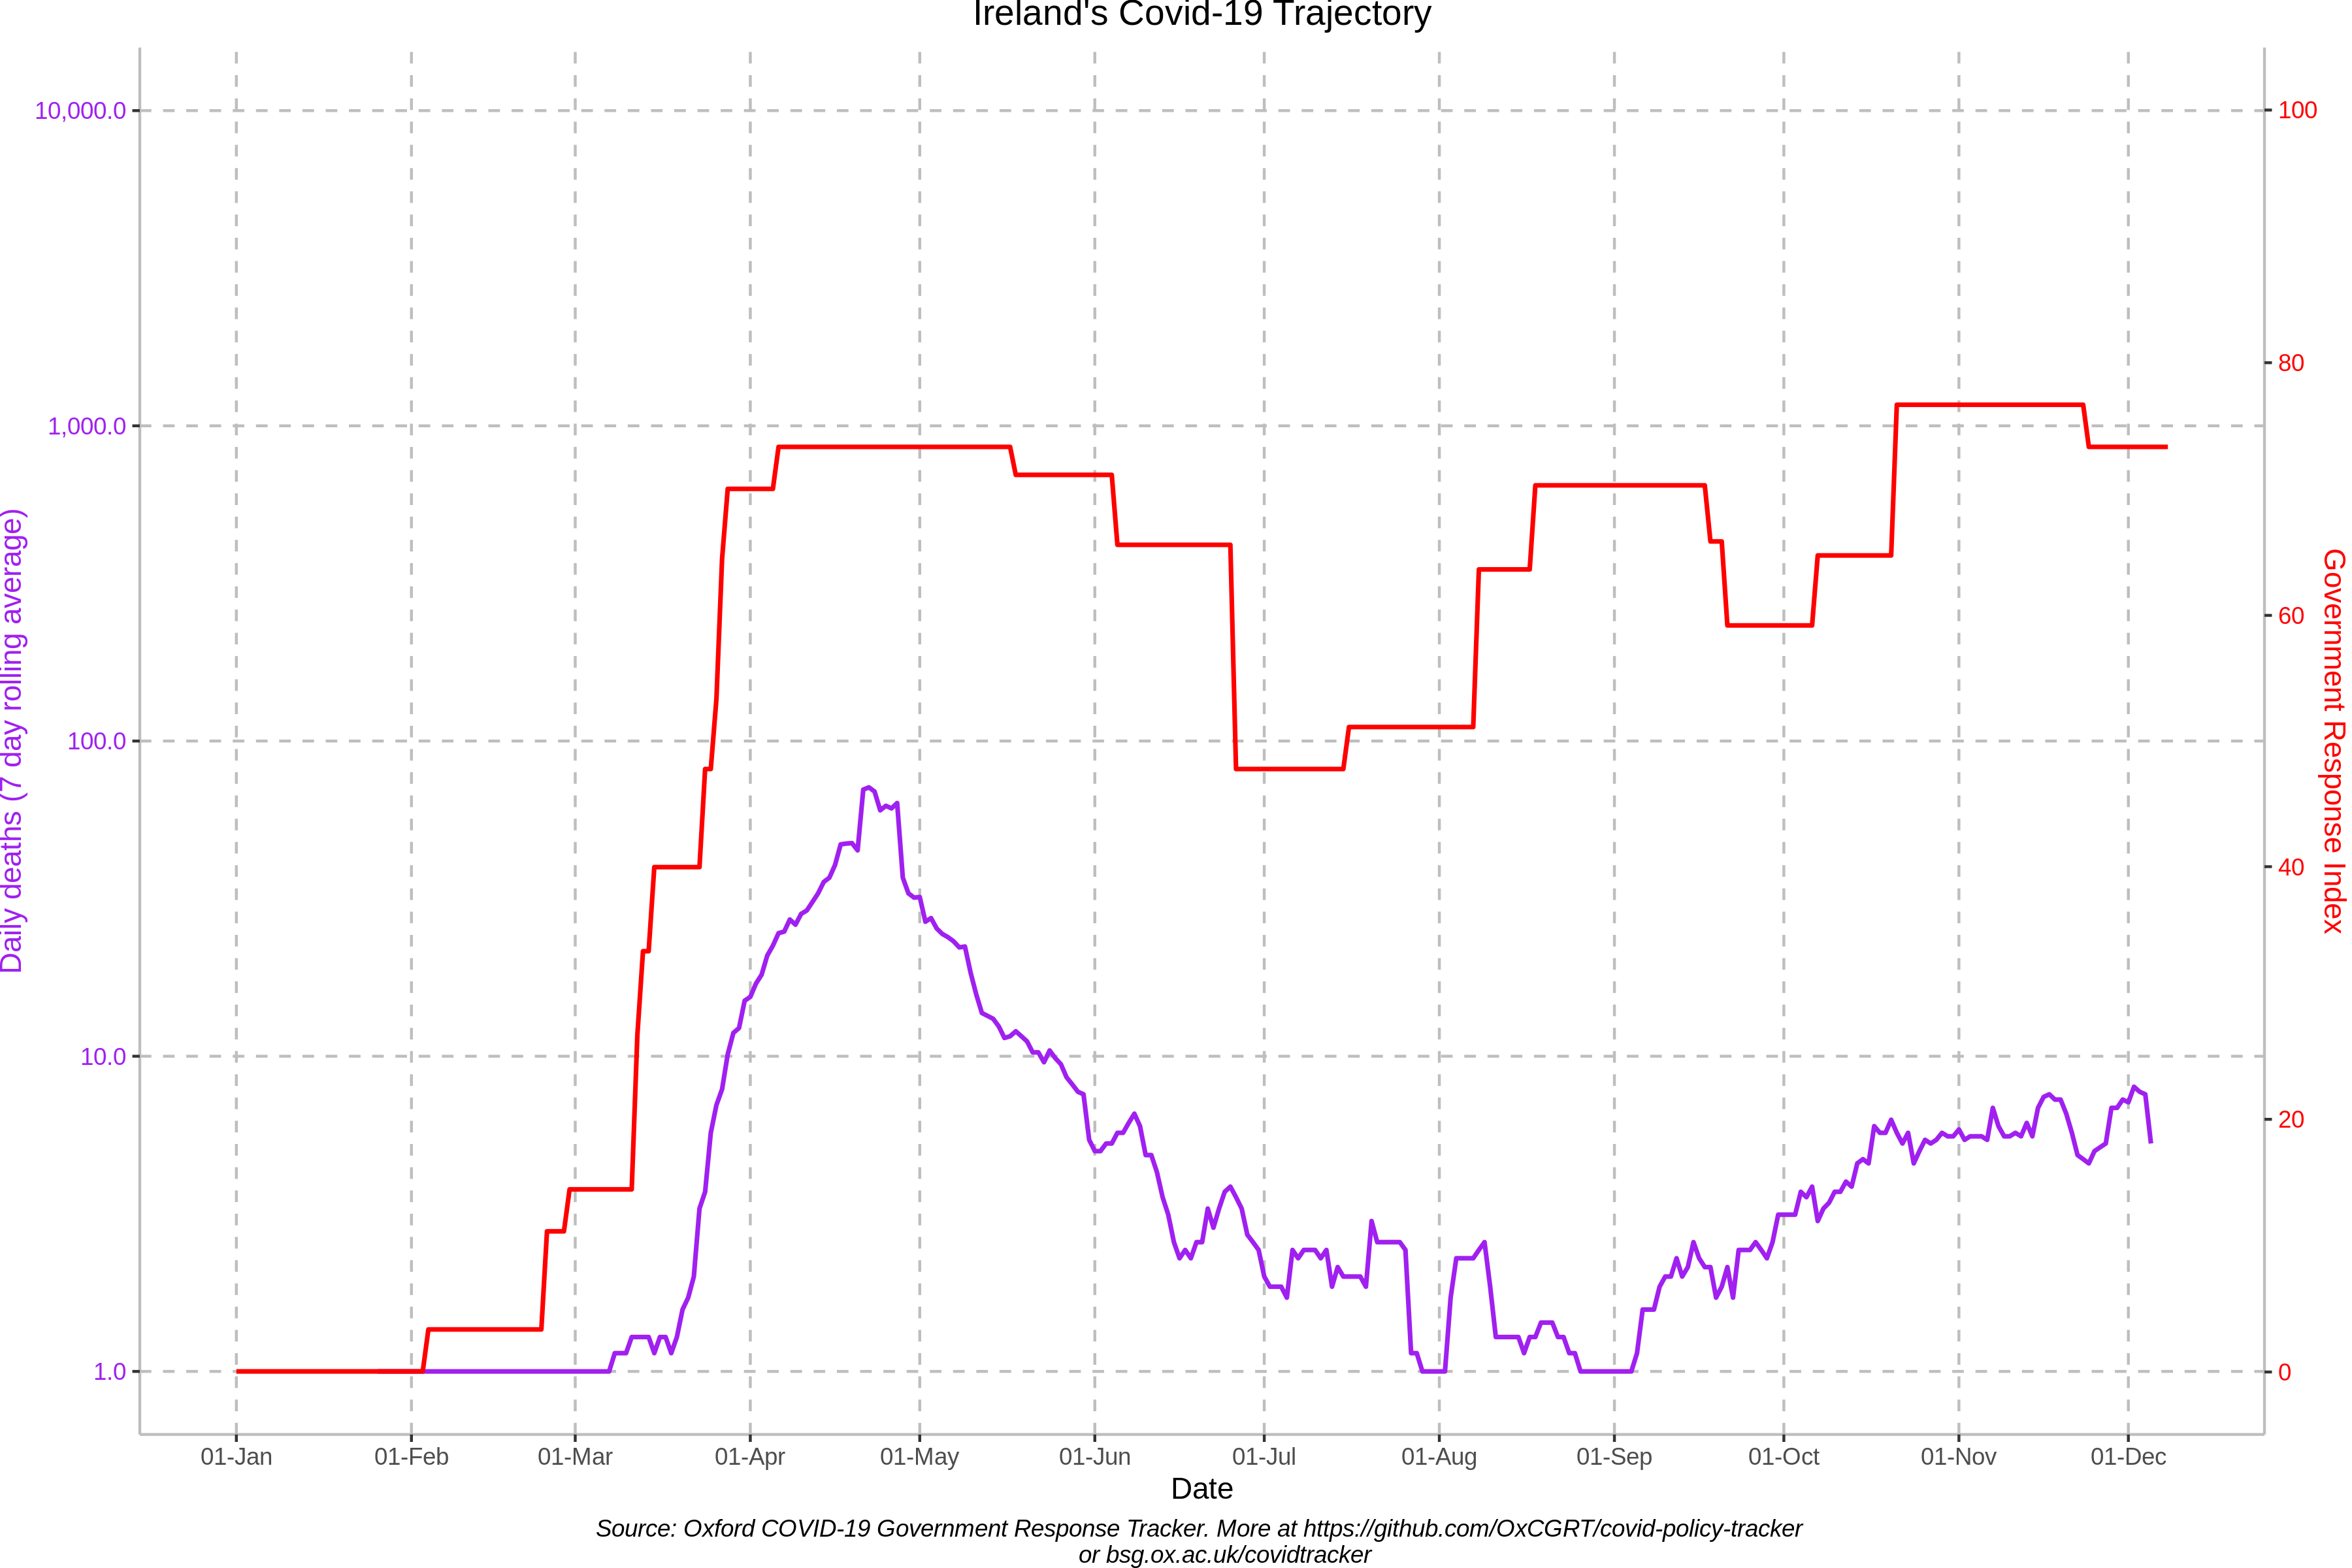 Ireland's Covid-19 Trajectory
10,000.0
1,000.0
100.0
10.0
1.0
Daily deaths (7 day rolling average)
100
80
60
40
20
0
Government Response Index
01-Jan 01-Feb 01-Mar 01-Apr 01-May 01-Jun 01-Jul 01-Aug 01-Sep 01-Oct 01-Nov 01-Dec
Date
Source: Oxford COVID-19 Government Response Tracker. More at https://github.com/OxCGRT/covid-policy-tracker
or bsg.ox.ac.uk/covidtracker